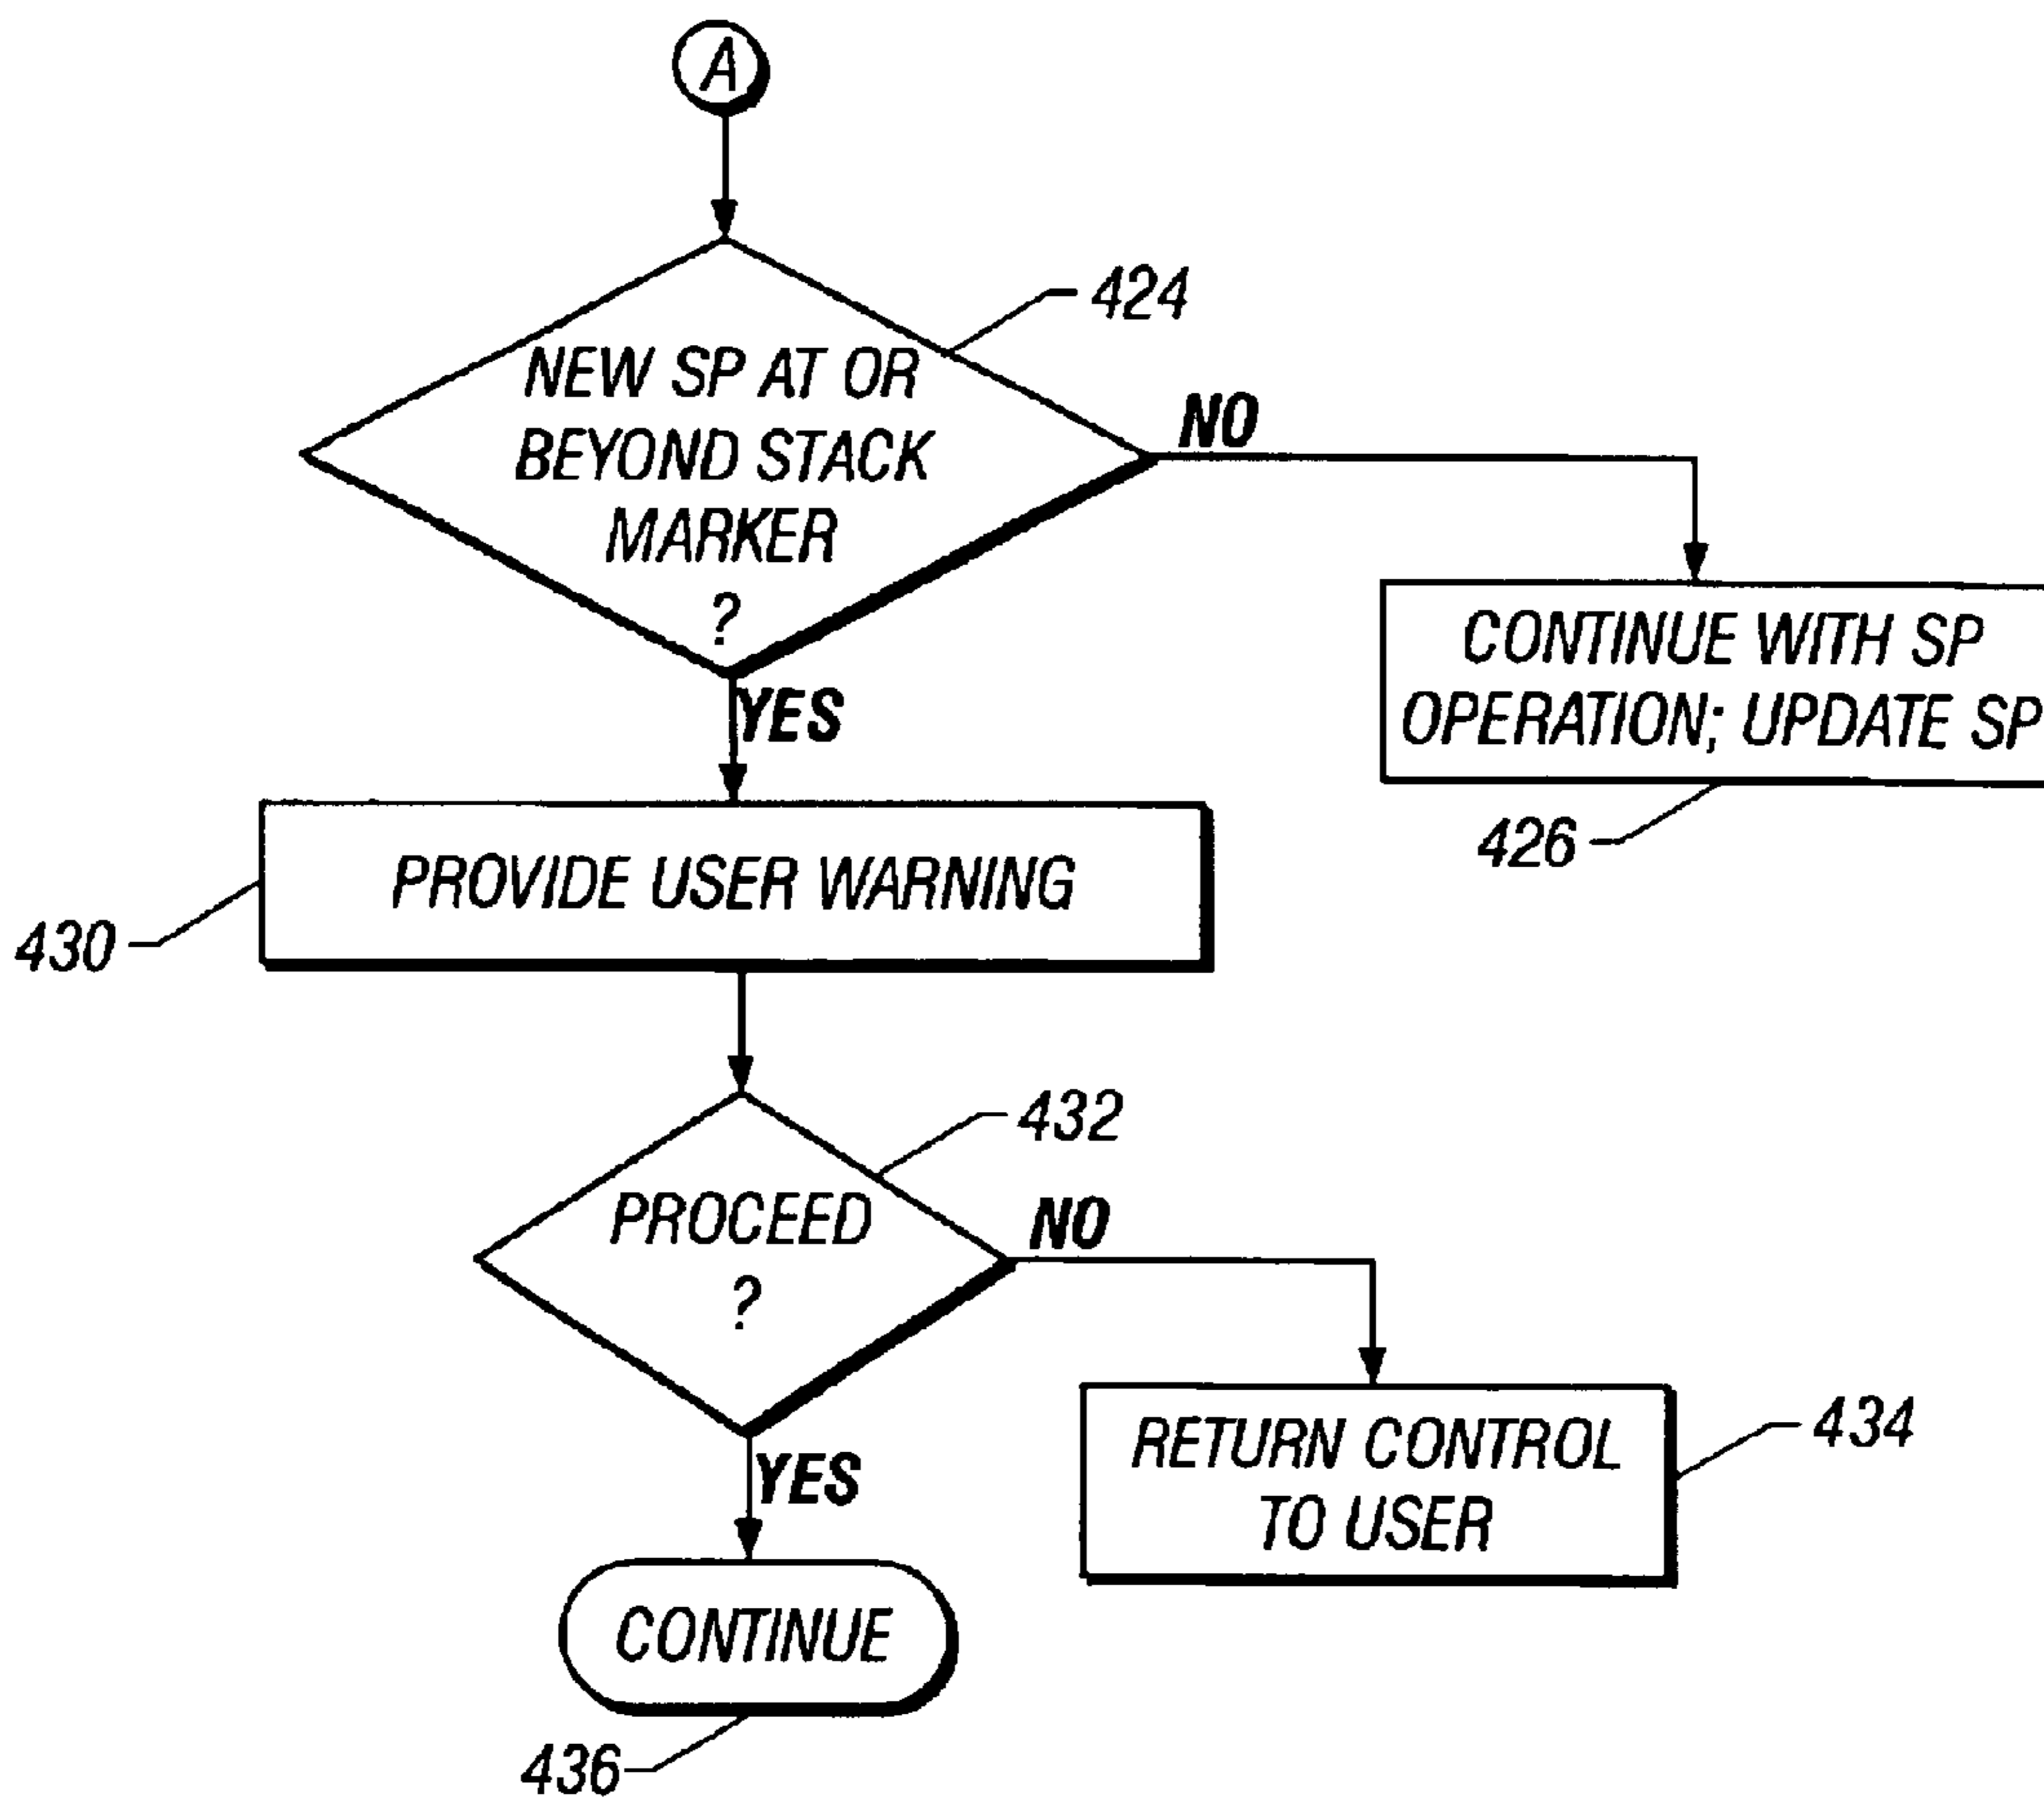 A
424
NEW SP AT OR
BEYOND STACK
MARKER
?
NO
YES
CONTINUE WITH SP
OPERATION; UPDATE SP
426
PROVIDE USER WARNING
430
432
PROCEED
?
NO
YES
RETURN CONTROL
TO USER
434
CONTINUE
436